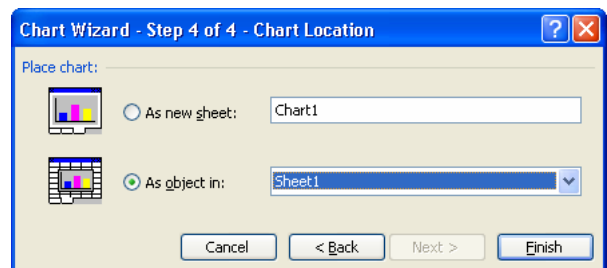 Chart Wizard - Step 4 of 4 - Chart Location
Place chart:
As new sheet: Chart1
As object in: Sheet1
Cancel < Back Next > Finish